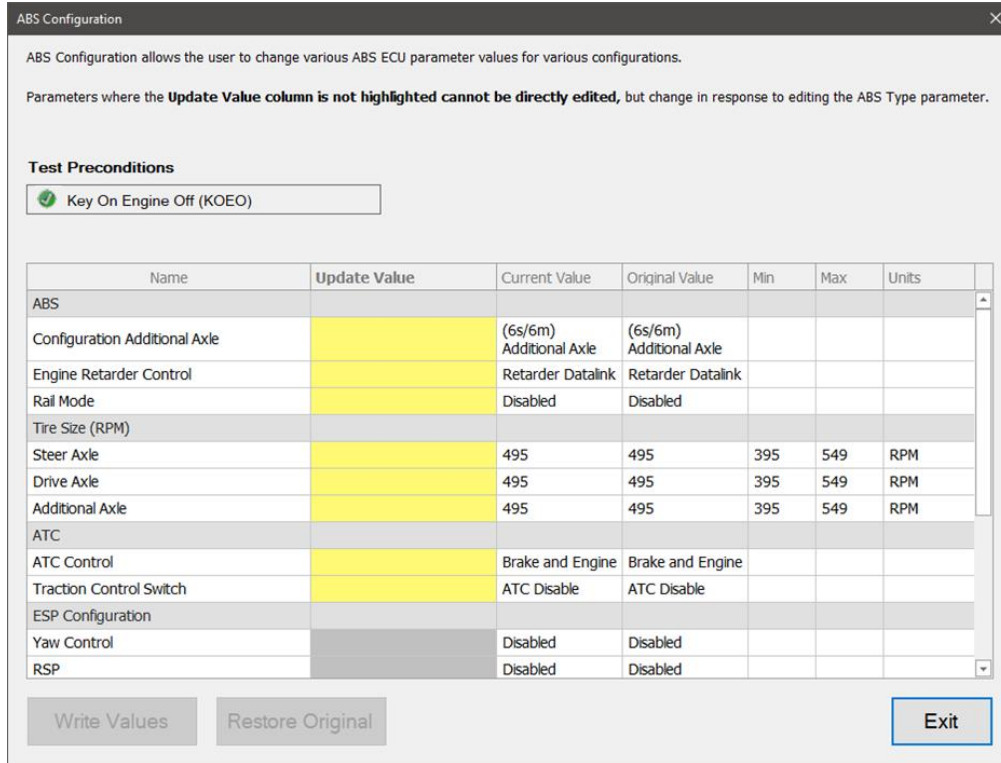 ABS Configuration
ABS Configuration allows the user to change various ABS ECU parameter values for various configurations.
Parameters where the Update Value column is not highlighted cannot be directly edited, but change in response to editing the ABS Type parameter.
Test Preconditions
Key On Engine Off (KOEO)
Name Update Value Current Value Original Value Min Max Units
ABS
Configuration Additional Axle (6s/6m) Additional Axle (6s/6m) Additional Axle
Engine Retarder Control Retarder Datalink Retarder Datalink
Rail Mode Disabled Disabled
Tire Size (RPM)
Steer Axle 495 495 395 549 RPM
Drive Axle 495 495 395 549 RPM
Additional Axle 495 495 395 549 RPM
ATC
ATC Control Brake and Engine Brake and Engine
Traction Control Switch ATC Disable ATC Disable
ESP Configuration
Yaw Control Disabled Disabled
RSP Disabled Disabled
Write Values Restore Original Exit